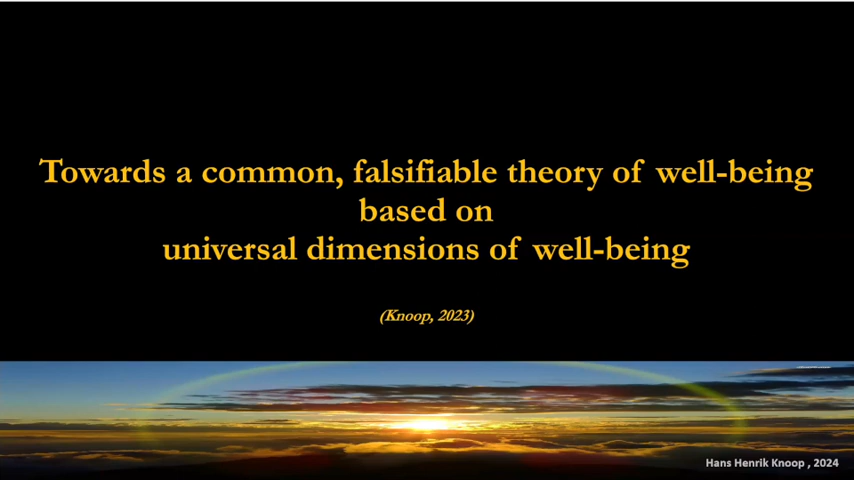 Towards a common, falsifiable theory of well-being
based on
universal dimensions of well-being
(Knoop, 2023)
Hans Henrik Knoop , 2024